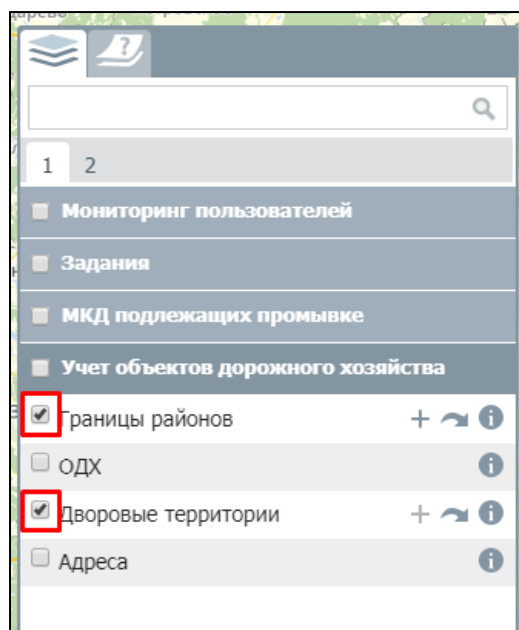 1 2
Мониторинг пользователей
Задания
МКД подлежащих промывке
Учет объектов дорожного хозяйства
Границы районов
ОДХ
Дворовые территории
Адреса